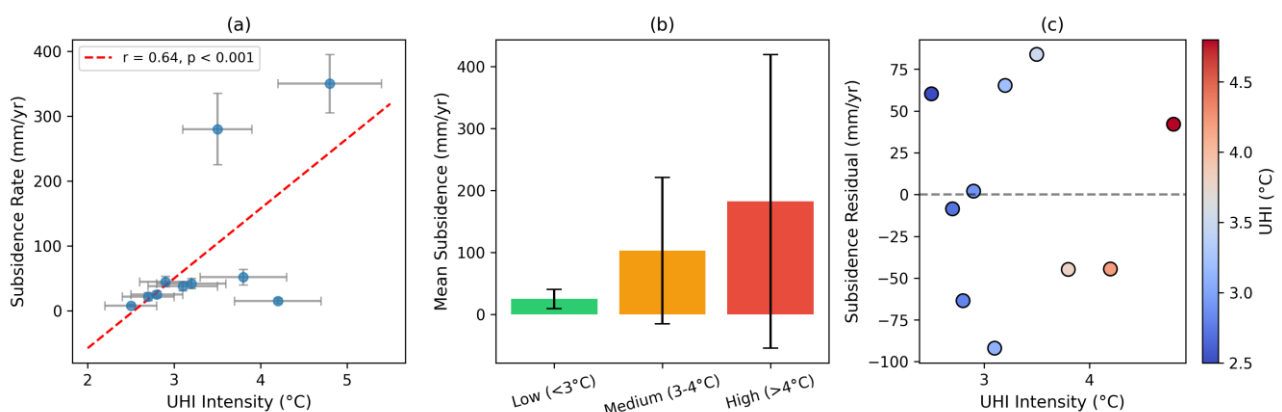 (a)
Subsidence Rate (mm/yr)
400
300
200
100
0
r = 0.64, p < 0.001
2 3 4 5
UHI Intensity (°C)
(b)
Mean Subsidence (mm/yr)
400
300
200
100
0
Low (<3°C) Medium (3-4°C) High (>4°C)
(c)
Subsidence Residual (mm/yr)
75
50
25
0
−25
−50
−75
−100
3 4
UHI Intensity (°C)
4.5
4.0
3.5
3.0
2.5
UHI (°C)